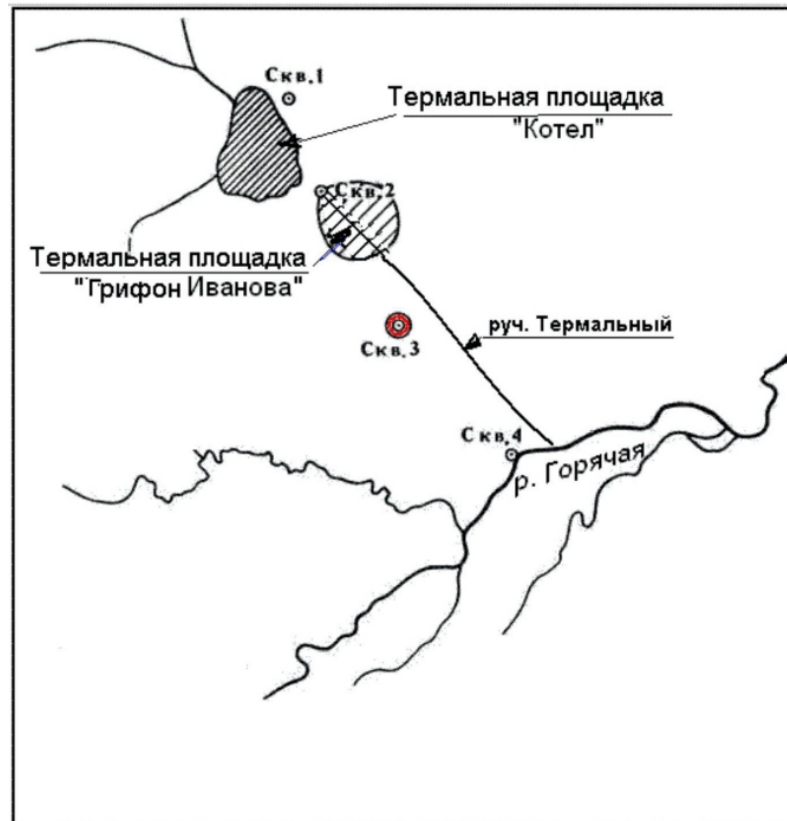 Скв.1
Термальная площадка
"Котел"
Скв.2
Термальная площадка
"Грифон Иванова"
руч. Термальный
Скв.3
Скв.4
р. Горячая